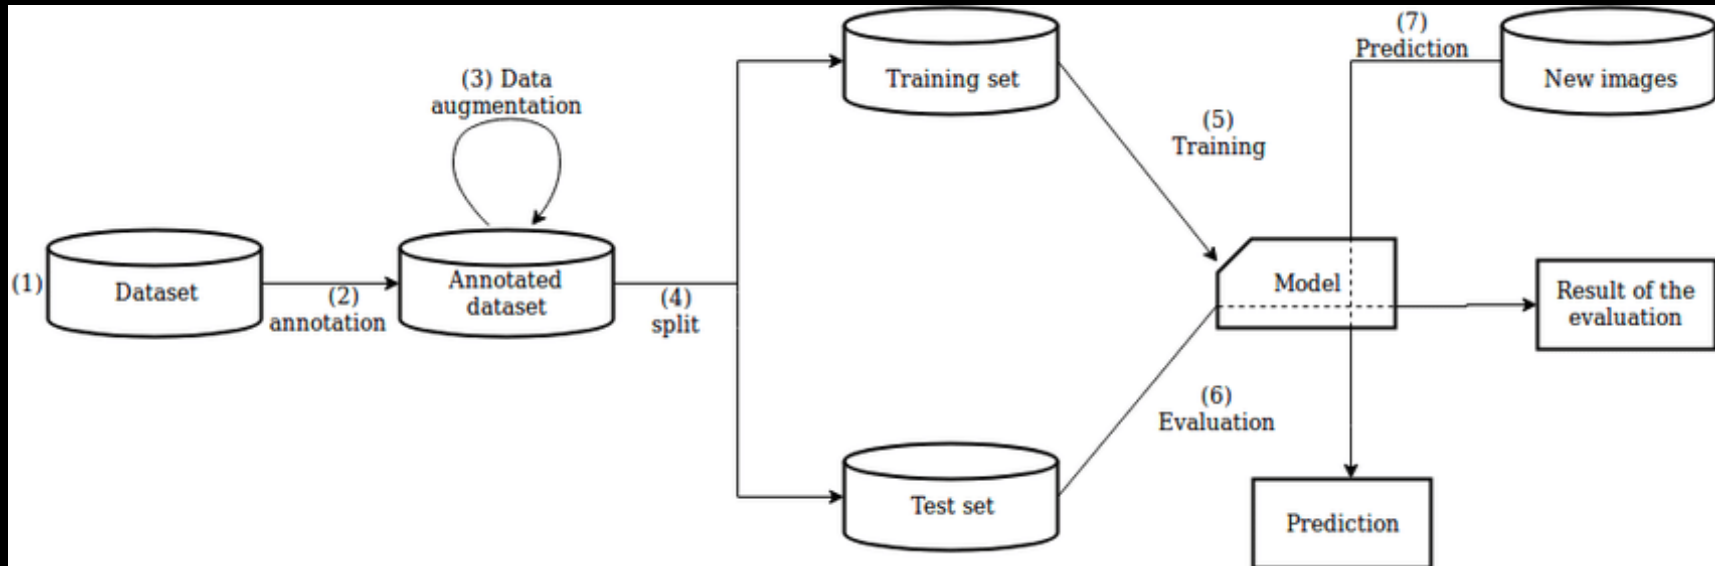 (1)
Dataset
(2)
annotation
(3) Data
augmentation
Annotated
dataset
(4)
split
Training set
Test set
(5)
Training
(6)
Evaluation
Model
(7)
Prediction
New images
Result of the
evaluation
Prediction